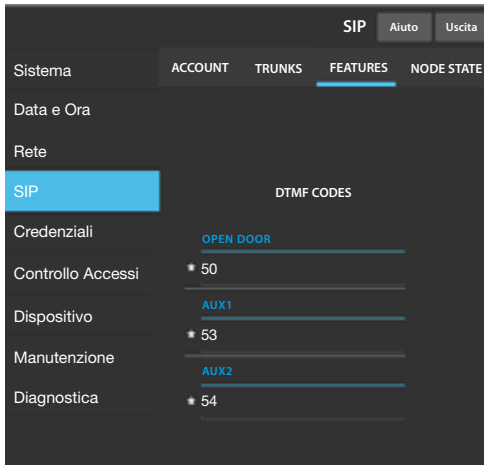 SIP Aiuto Uscita
ACCOUNT TRUNKS FEATURES NODE STATE
Sistema
Data e Ora
Rete
SIP
Credenziali
Controllo Accessi
Dispositivo
Manutenzione
Diagnostica
DTMF CODES
OPEN DOOR
* 50
AUX1
* 53
AUX2
* 54